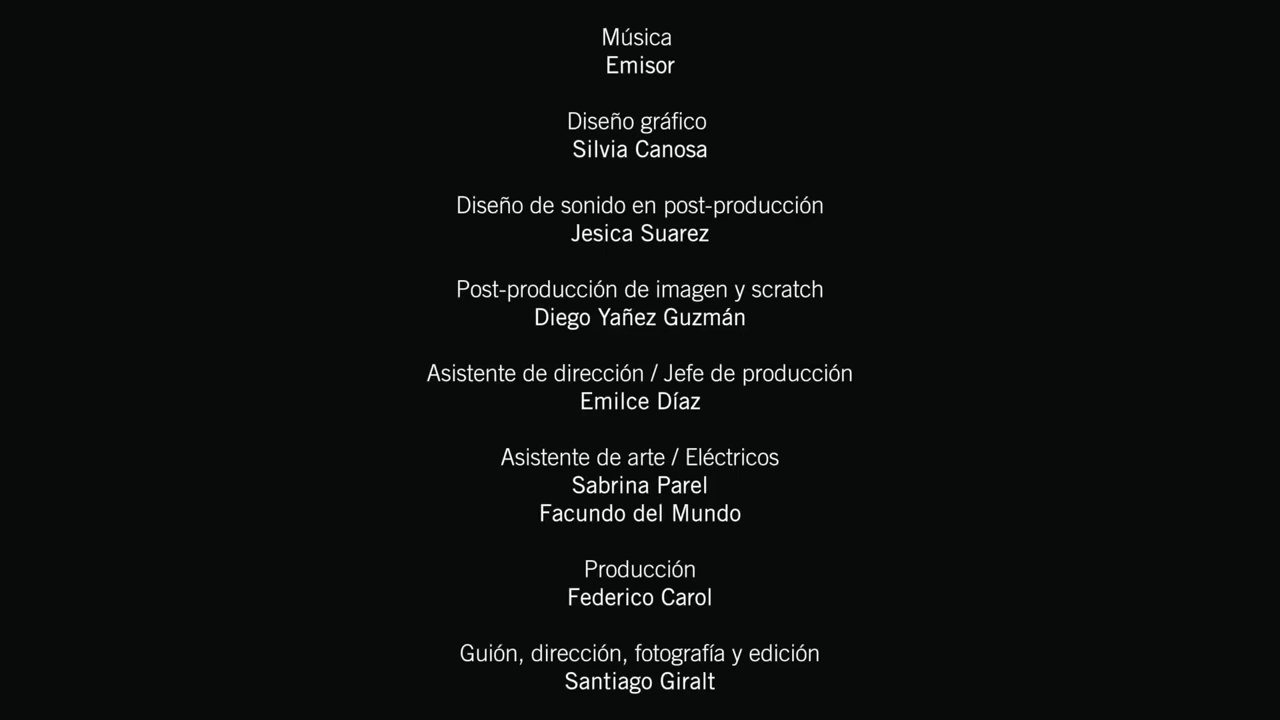 Música
Emisor
Diseño gráfico
Silvia Canosa
Diseño de sonido en post-producción
Jesica Suarez
Post-producción de imagen y scratch
Diego Yañez Guzmán
Asistente de dirección / Jefe de producción
Emilce Díaz
Asistente de arte / Eléctricos
Sabrina Parel
Facundo del Mundo
Producción
Federico Carol
Guión, dirección, fotografía y edición
Santiago Giralt